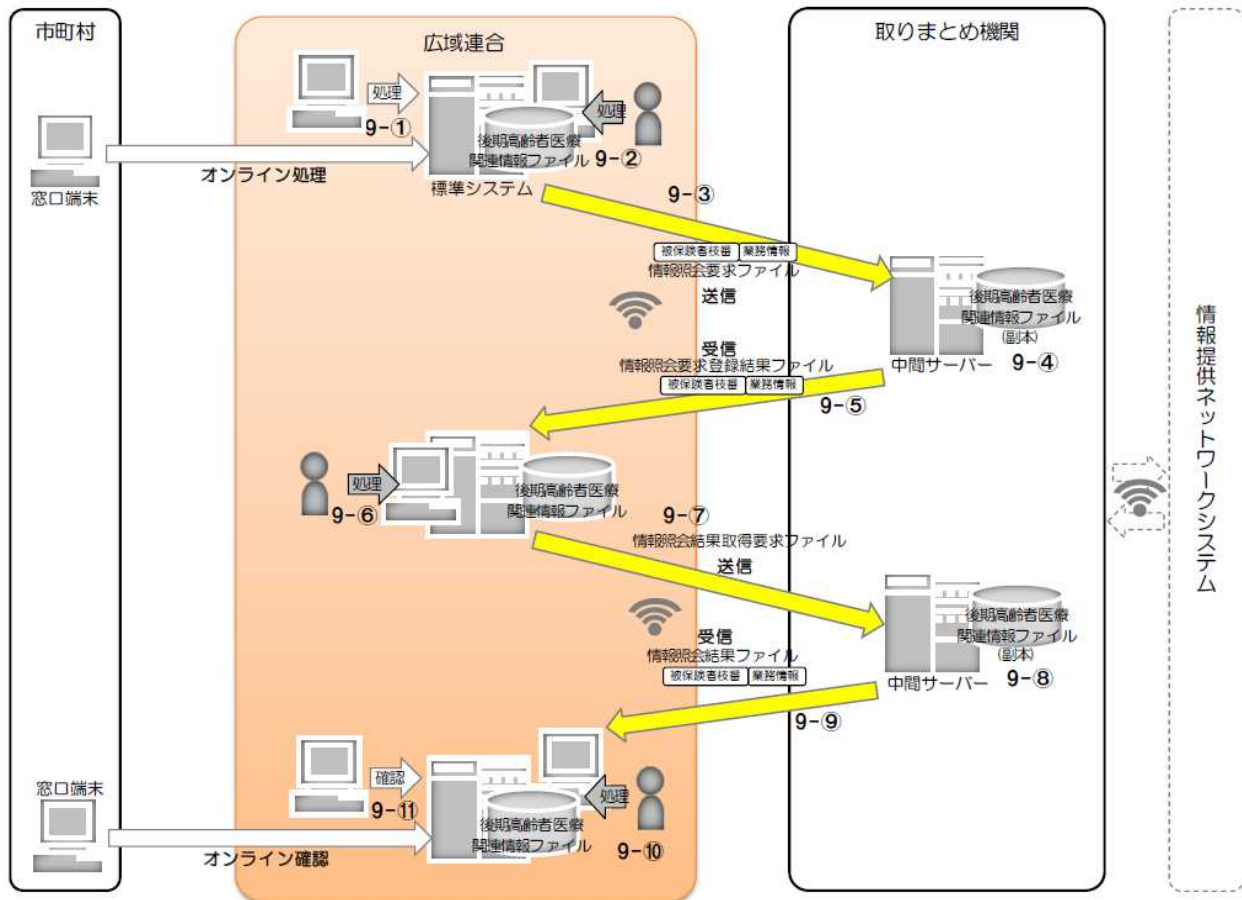 市町村
広域連合
取りまとめ機関
処理
9-①
処理
後期高齢者医療
関連情報ファイル
9-②
標準システム
オンライン処理
窓口端末
9-③
被保険者枝番 業務情報
情報照会要求ファイル
送信
後期高齢者医療
関連情報ファイル
(副本)
中間サーバー
9-④
受信
情報照会要求登録結果ファイル
被保険者枝番 業務情報
9-⑤
処理
9-⑥
後期高齢者医療
関連情報ファイル
9-⑦
情報照会結果取得要求ファイル
送信
後期高齢者医療
関連情報ファイル
(副本)
中間サーバー
9-⑧
受信
情報照会結果ファイル
被保険者枝番 業務情報
9-⑨
確認
9-⑪
処理
後期高齢者医療
関連情報ファイル
9-⑩
窓口端末
オンライン確認
情報提供ネットワークシステム